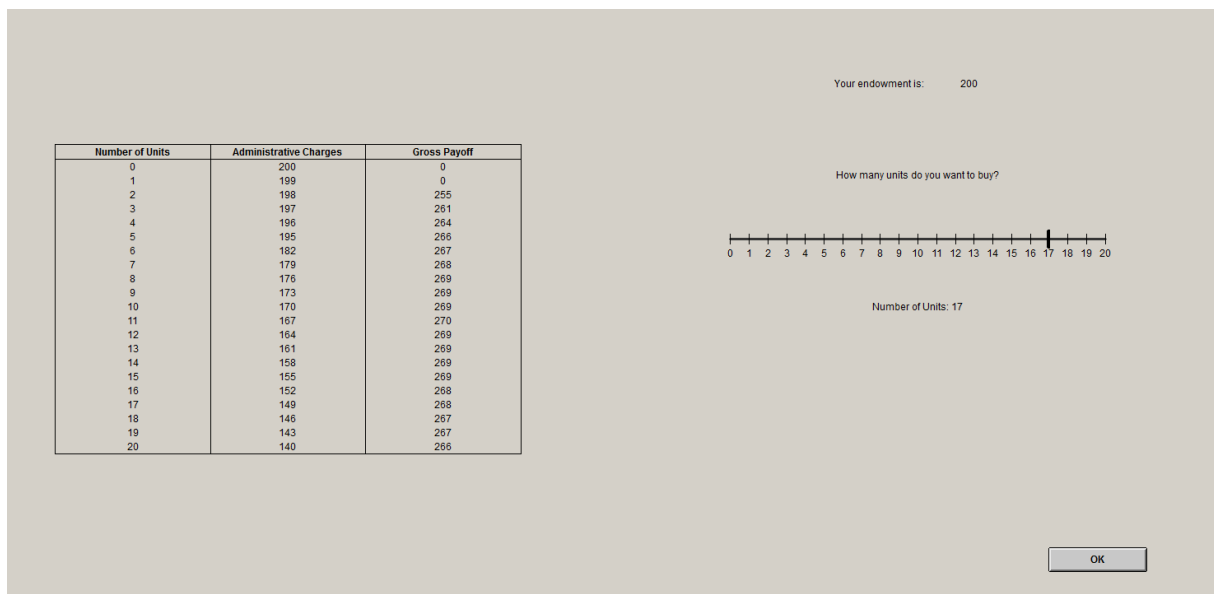 Your endowment is: 200
Number of Units Administrative Charges Gross Payoff
0 200 0
1 199 0
2 198 255
3 197 261
4 196 264
5 195 266
6 182 267
7 179 268
8 176 269
9 173 269
10 170 269
11 167 270
12 164 269
13 161 269
14 158 269
15 155 269
16 152 268
17 149 268
18 146 267
19 143 267
20 140 266
How many units do you want to buy?
0 1 2 3 4 5 6 7 8 9 10 11 12 13 14 15 16 17 18 19 20
Number of Units: 17
OK